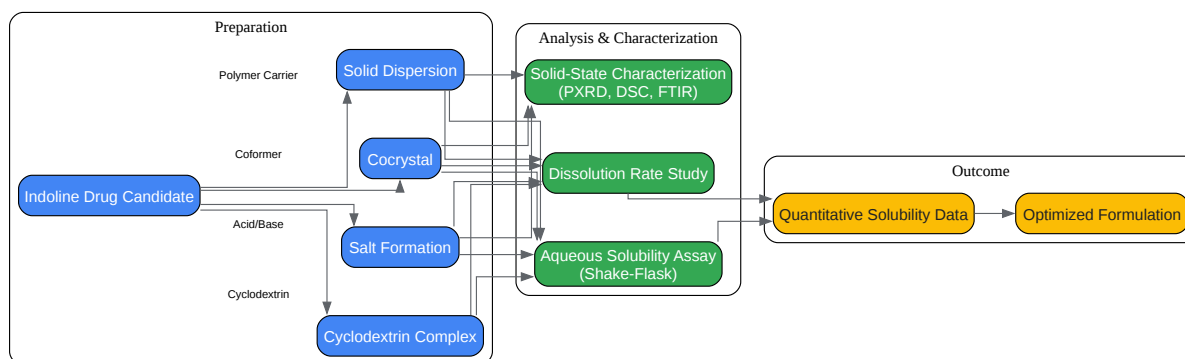 Preparation
Polymer Carrier
Solid Dispersion
Coformer
Cocrystal
Indoline Drug Candidate
Acid/Base
Salt Formation
Cyclodextrin
Cyclodextrin Complex
Analysis & Characterization
Solid-State Characterization
(PXRD, DSC, FTIR)
Dissolution Rate Study
Aqueous Solubility Assay
(Shake-Flask)
Outcome
Quantitative Solubility Data
Optimized Formulation